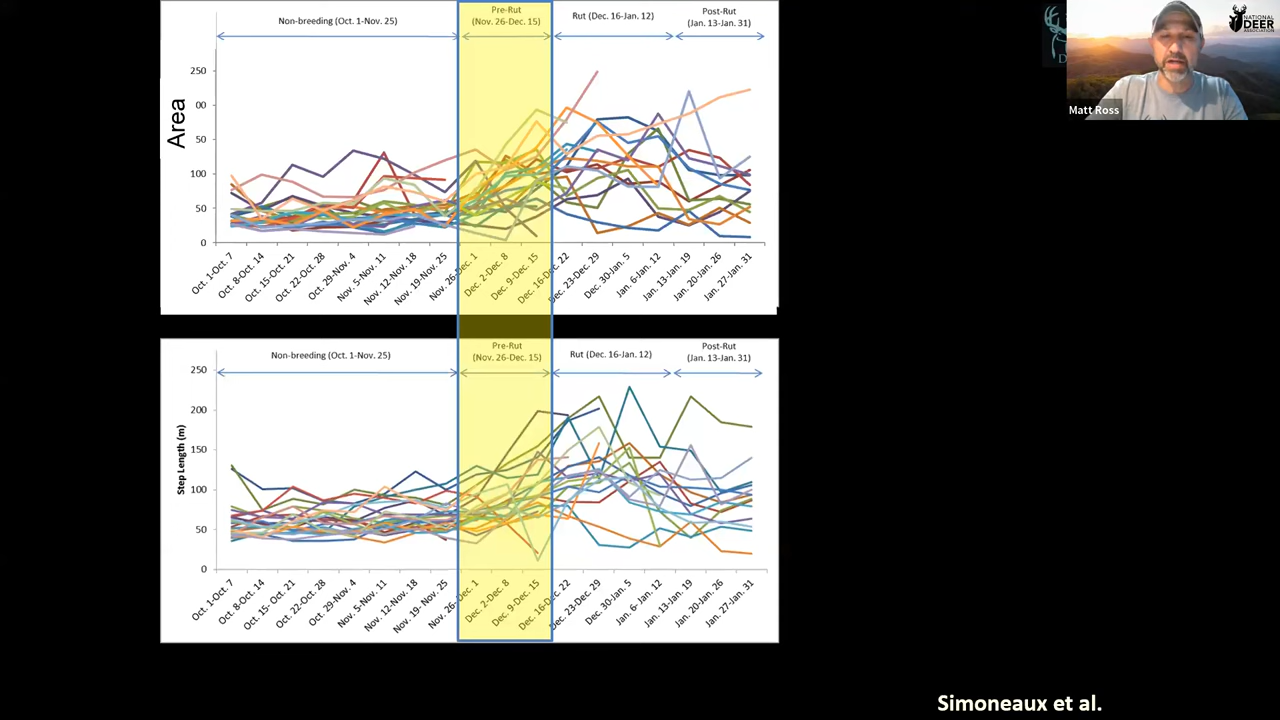 Non-breeding (Oct. 1-Nov. 25)
Pre-Rut
(Nov. 26-Dec. 15)
Rut (Dec. 16-Jan. 12)
Post-Rut
(Jan. 13-Jan. 31)
Area
250
00
50
100
50
0
Oct. 1-Oct. 7
Oct. 8-Oct. 14
Oct. 15-Oct. 21
Oct. 22-Oct. 28
Oct. 29-Nov. 4
Nov. 5-Nov. 11
Nov. 12-Nov. 18
Nov. 19-Nov. 25
Nov. 26-Dec. 1
Dec. 2-Dec. 8
Dec. 9-Dec. 15
Dec. 16-Dec. 22
Dec. 23-Dec. 29
Dec. 30-Jan. 5
Jan. 6-Jan. 12
Jan. 13-Jan. 19
Jan. 20-Jan. 26
Jan. 27-Jan. 31
Non-breeding (Oct. 1-Nov. 25)
Pre-Rut
(Nov. 26-Dec. 15)
Rut (Dec. 16-Jan. 12)
Post-Rut
(Jan. 13-Jan. 31)
Step Length (m)
250
200
150
100
50
0
Oct. 1-Oct. 7
Oct. 8-Oct. 14
Oct. 15- Oct. 21
Oct. 22-Oct. 28
Oct. 29-Nov. 4
Nov. 5-Nov. 11
Nov. 12-Nov. 18
Nov. 19- Nov. 25
Nov. 26-Dec. 1
Dec. 2-Dec. 8
Dec. 9-Dec. 15
Dec. 16-Dec. 22
Dec. 23-Dec. 29
Dec. 30-Jan. 5
Jan. 6-Jan. 12
Jan. 13-Jan. 19
Jan. 20-Jan. 26
Jan. 27-Jan. 31
NATIONAL
DEER
ASSOCIATION
Matt Ross
Simoneaux et al.